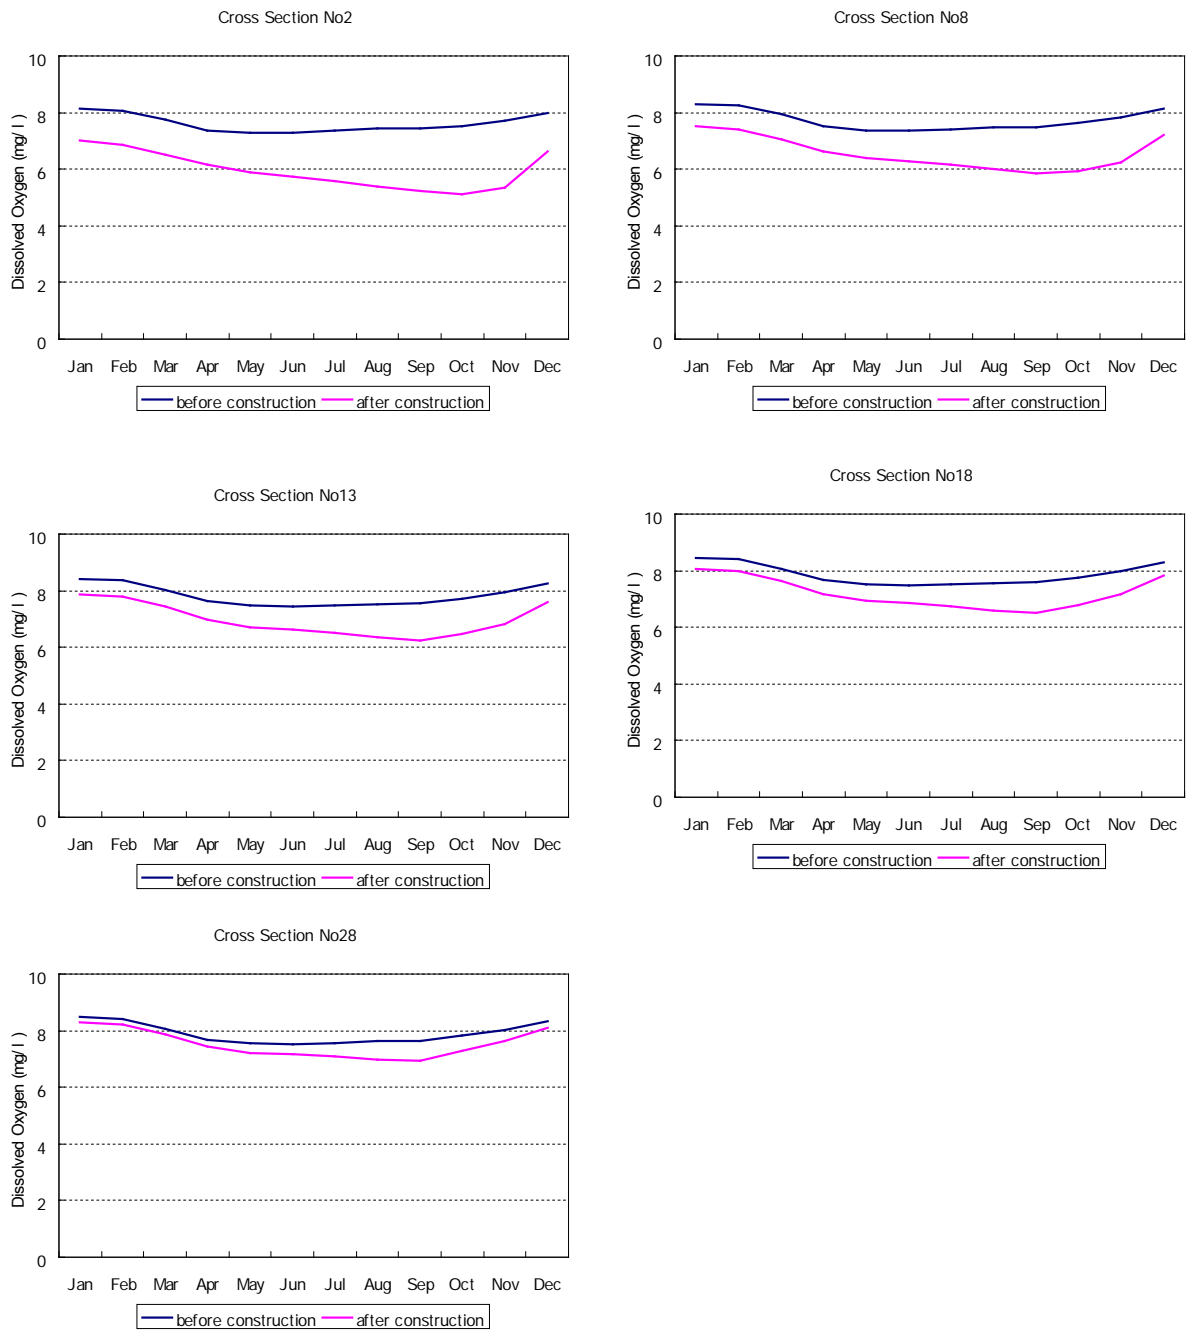 Cross Section No2
Dissolved Oxygen (mg/l)
10
8
6
4
2
0
Jan Feb Mar Apr May Jun Jul Aug Sep Oct Nov Dec
before construction after construction
Cross Section No8
Dissolved Oxygen (mg/l)
10
8
6
4
2
0
Jan Feb Mar Apr May Jun Jul Aug Sep Oct Nov Dec
before construction after construction
Cross Section No13
Dissolved Oxygen (mg/l)
10
8
6
4
2
0
Jan Feb Mar Apr May Jun Jul Aug Sep Oct Nov Dec
before construction after construction
Cross Section No18
Dissolved Oxygen (mg/l)
10
8
6
4
2
0
Jan Feb Mar Apr May Jun Jul Aug Sep Oct Nov Dec
before construction after construction
Cross Section No28
Dissolved Oxygen (mg/l)
10
8
6
4
2
0
Jan Feb Mar Apr May Jun Jul Aug Sep Oct Nov Dec
before construction after construction